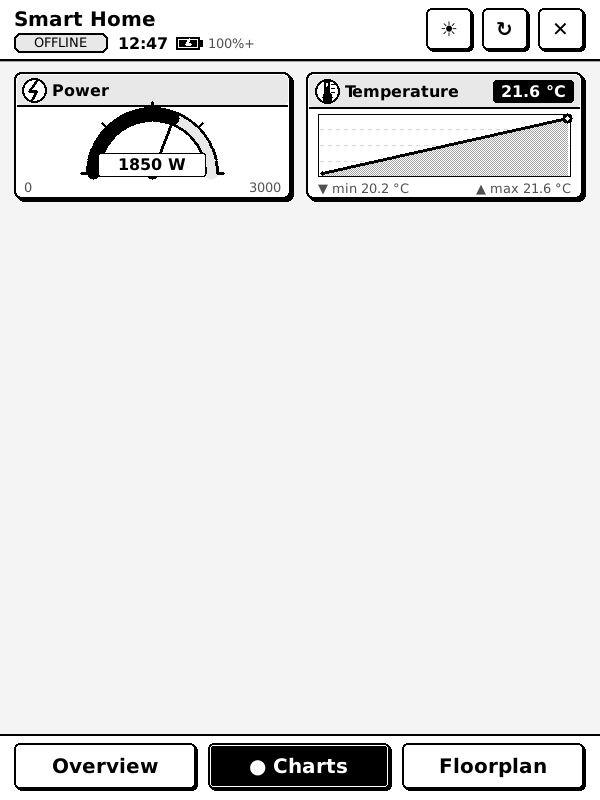 Smart Home
OFFLINE 12:47 100%+
☀ ↻ ✕
Power
1850 W
0 3000
Temperature 21.6 °C
▼ min 20.2 °C ▲ max 21.6 °C
Overview ● Charts Floorplan